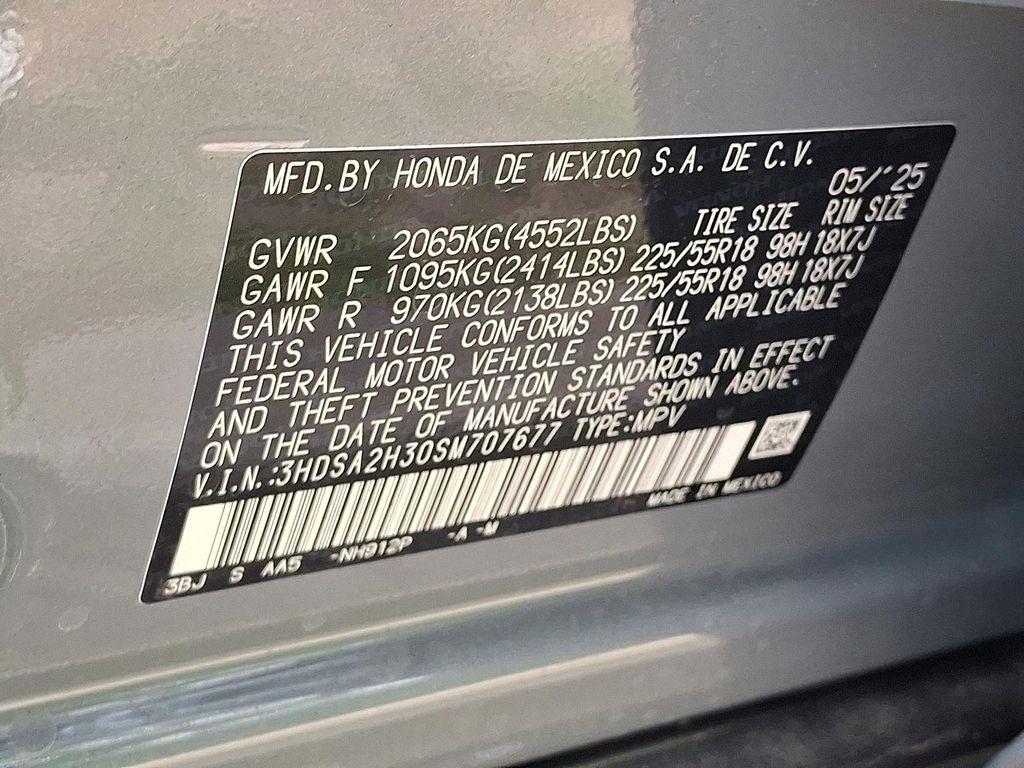 MFD. BY HONDA DE MEXICO S.A. DE C.V.
05/'25
GVWR 2065KG(4552LBS) TIRE SIZE RIM SIZE
GAWR F 1095KG(2414LBS) 225/55R18 98H 18X7J
GAWR R 970KG(2138LBS) 225/55R18 98H 18X7J
THIS VEHICLE CONFORMS TO ALL APPLICABLE
FEDERAL MOTOR VEHICLE SAFETY
AND THEFT PREVENTION STANDARDS IN EFFECT
ON THE DATE OF MANUFACTURE SHOWN ABOVE.
V.I.N.:3HDSA2H30SM707677 TYPE:MPV
MADE IN MEXICO
3BJ S AA5 -NH912P -A -M